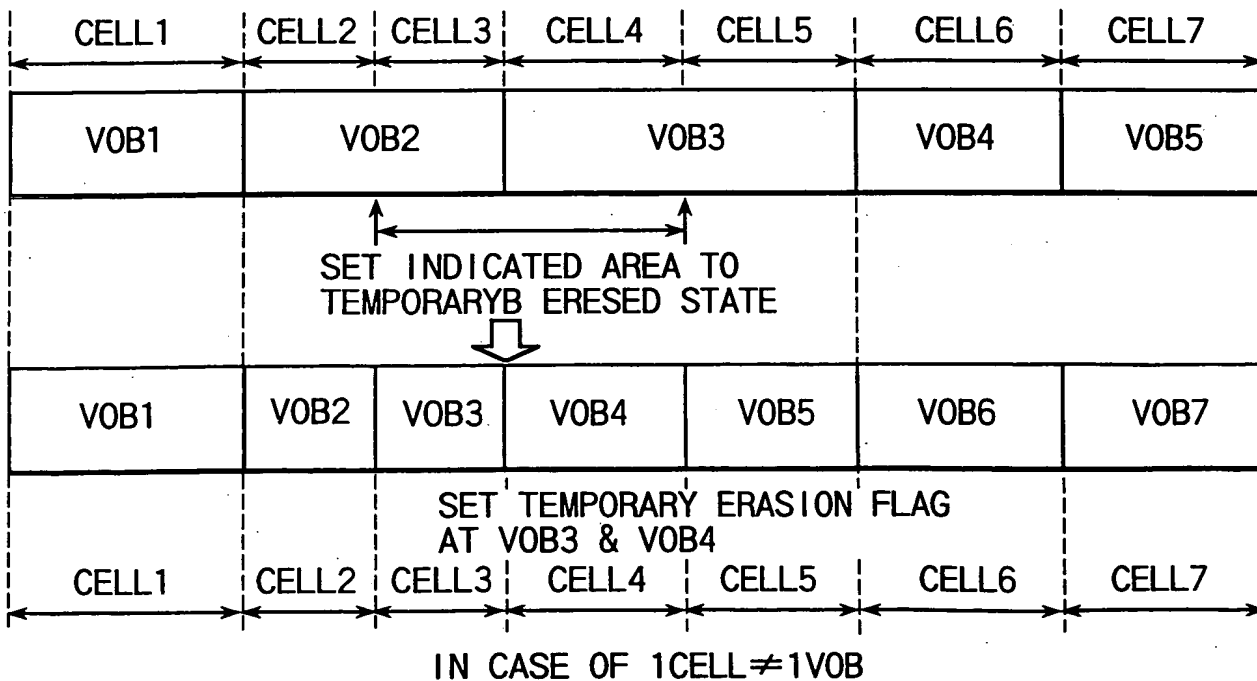 CELL1 CELL2 CELL3 CELL4 CELL5 CELL6 CELL7
VOB1 VOB2 VOB3 VOB4 VOB5
SET INDICATED AREA TO
TEMPORARYB ERESED STATE
VOB1 VOB2 VOB3 VOB4 VOB5 VOB6 VOB7
SET TEMPORARY ERASION FLAG
AT VOB3 & VOB4
CELL1 CELL2 CELL3 CELL4 CELL5 CELL6 CELL7
IN CASE OF 1CELL≠1VOB